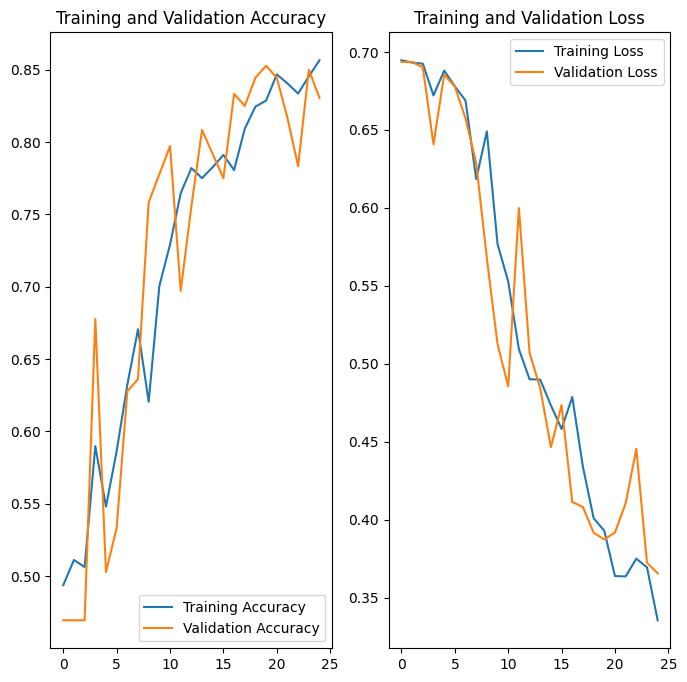 Training and Validation Accuracy
0.85
0.80
0.75
0.70
0.65
0.60
0.55
0.50
0 5 10 15 20 25
Training Accuracy
Validation Accuracy
Training and Validation Loss
0.70
0.65
0.60
0.55
0.50
0.45
0.40
0.35
0 5 10 15 20 25
Training Loss
Validation Loss